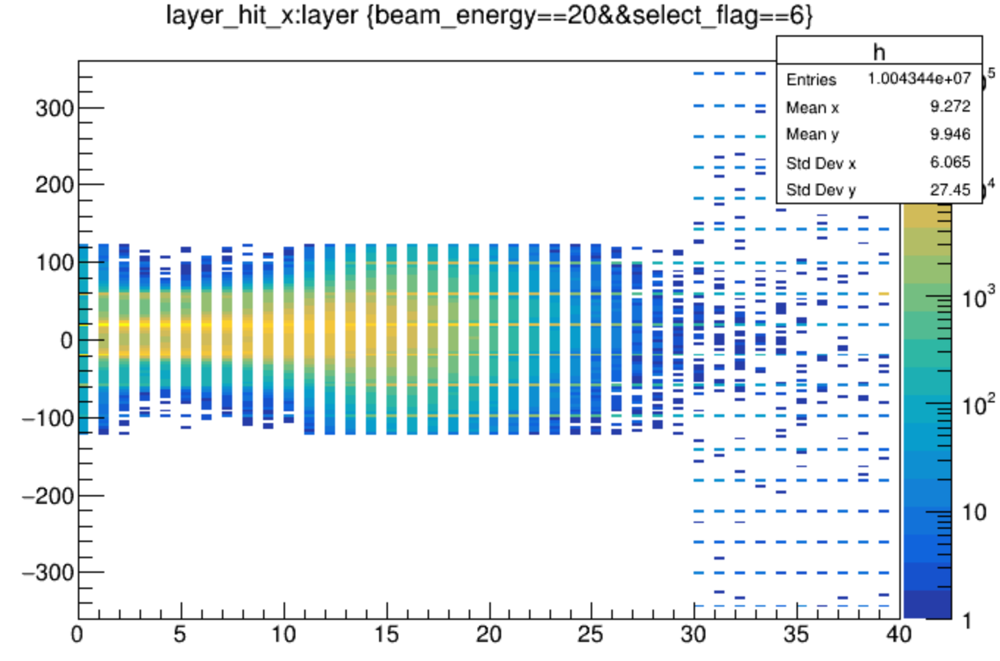 layer_hit_x:layer {beam_energy==20&&select_flag==6}
h
Entries 1.004344e+07
Mean x 9.272
Mean y 9.946
Std Dev x 6.065
Std Dev y 27.45
300
200
100
0
−100
−200
−300
0 5 10 15 20 25 30 35 40
5
4
10³
10²
10
1